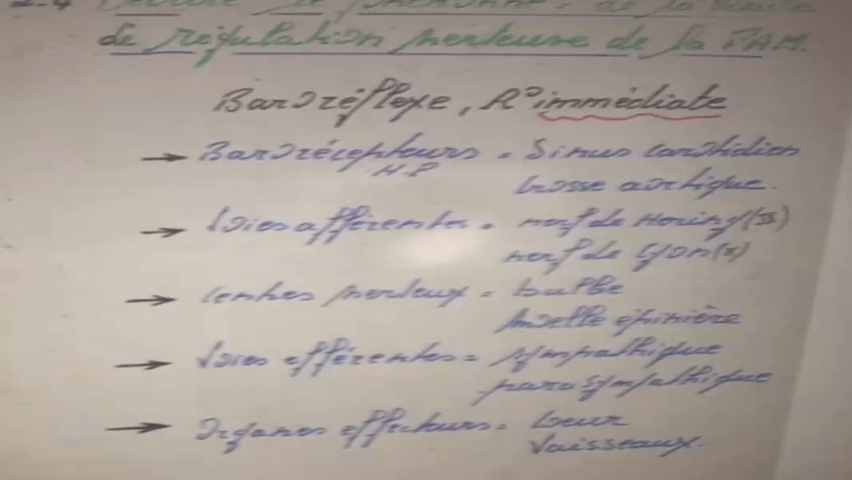 de régulation nerveuse de la PAM.
Baroréflexe, R° immédiate
→ Barorécepteurs = Sinus carotidien
H.P
Crosse aortique.
→ Voies afférentes = nerf de Hering (IX)
nerf de Cyon (X)
→ Centres nerveux = bulbe
Moelle épinière
→ Voies efférentes = sympathique
parasympathique
→ Organes effecteurs = Coeur
Vaisseaux.